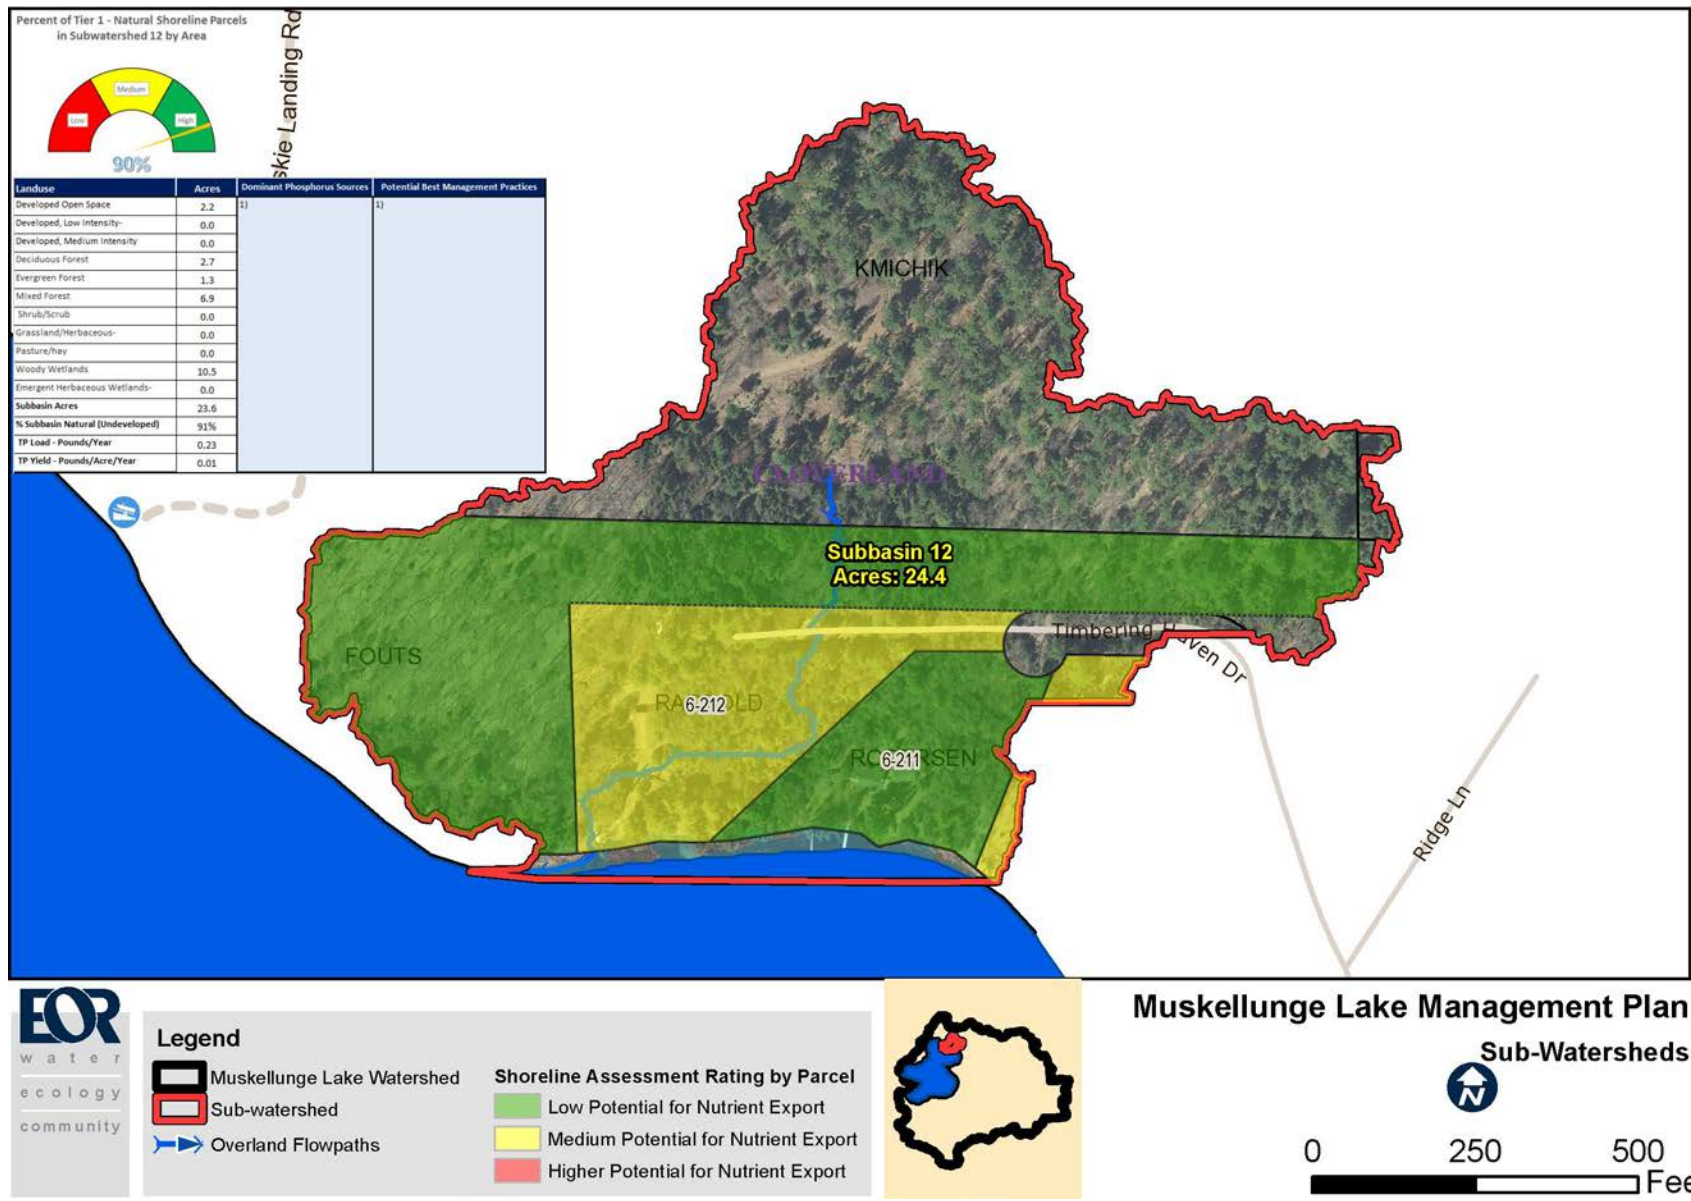 Percent of Tier 1 - Natural Shoreline Parcels
in Subwatershed 12 by Area
Low
Medium
High
90%
skie Landing Rd
Landuse Acres Dominant Phosphorus Sources Potential Best Management Practices
Developed Open Space 2.2 1) 1)
Developed, Low Intensity- 0.0
Developed, Medium Intensity 0.0
Deciduous Forest 2.7
Evergreen Forest 1.3
Mixed Forest 6.9
Shrub/Scrub 0.0
Grassland/Herbaceous- 0.0
Pasture/hay 0.0
Woody Wetlands 10.5
Emergent Herbaceous Wetlands- 0.0
Subbasin Acres 23.6
% Subbasin Natural (Undeveloped) 91%
TP Load - Pounds/Year 0.23
TP Yield - Pounds/Acre/Year 0.01
KMICHIK
CLOVERLAND
Subbasin 12
Acres: 24.4
Timbering Haven Dr
FOUTS
6-212
6-211
Ridge Ln
EOR
water
ecology
community
Legend
Muskellunge Lake Watershed
Sub-watershed
Overland Flowpaths
Shoreline Assessment Rating by Parcel
Low Potential for Nutrient Export
Medium Potential for Nutrient Export
Higher Potential for Nutrient Export
Muskellunge Lake Management Plan
Sub-Watersheds
N
0 250 500
Fee